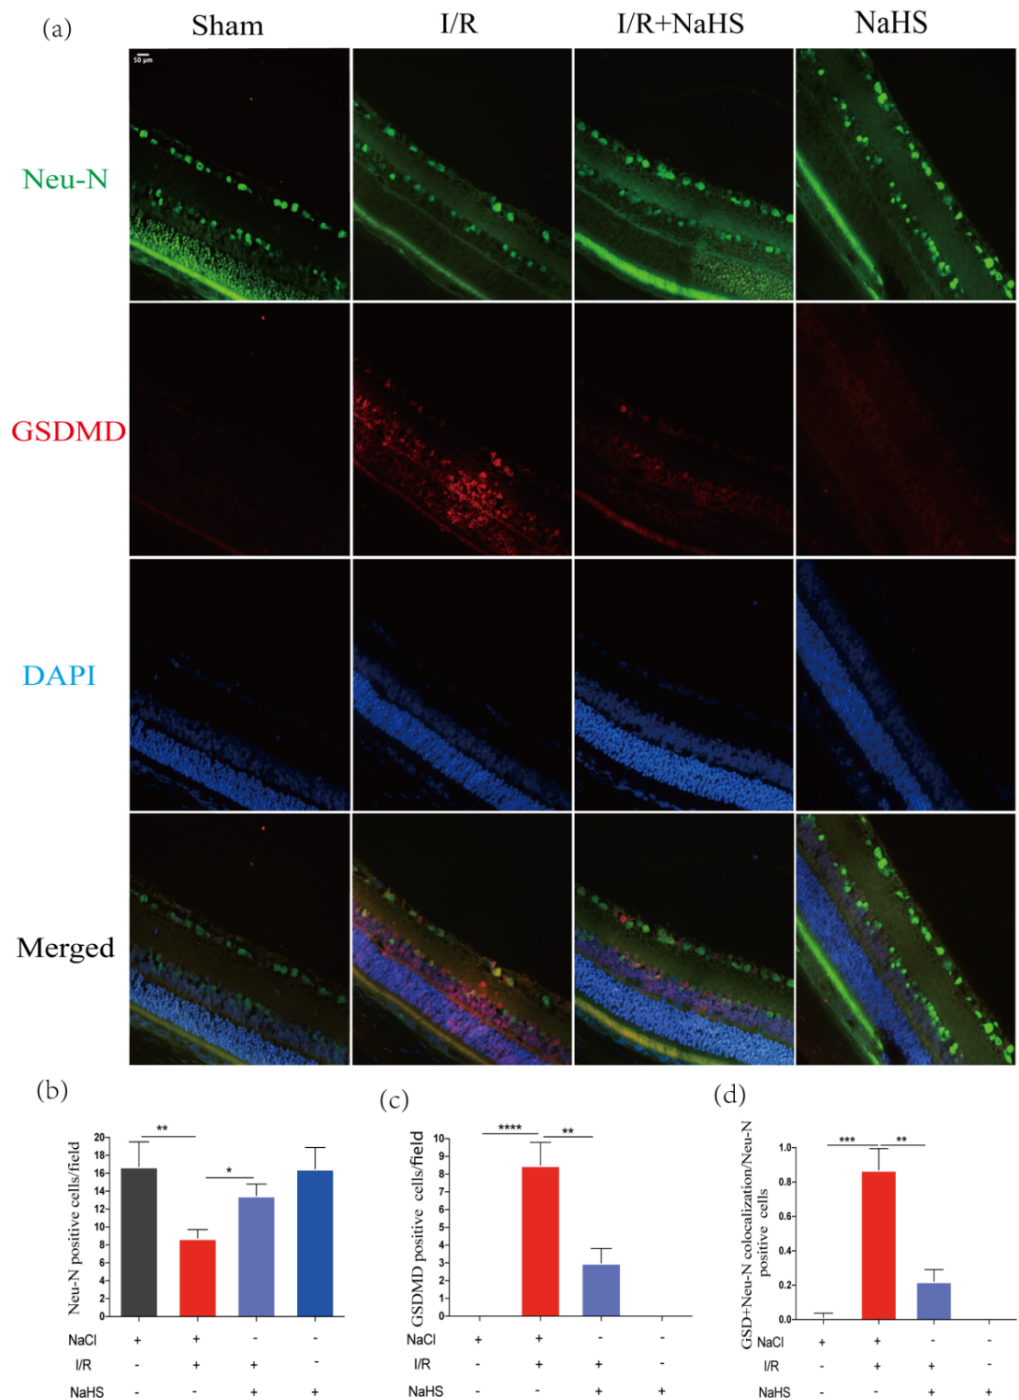 (a)
Sham I/R I/R+NaHS NaHS
50 μm
Neu-N
GSDMD
DAPI
Merged
(b)
Neu-N positive cells/field
20
18
16
14
12
10
8
6
4
2
0
** *
NaCl + + - -
I/R - + + -
NaHS - - + +
(c)
GSDMD positive cells/field
10
9
8
7
6
5
4
3
2
1
0
**** **
NaCl + + - -
I/R - + + -
NaHS - - + +
(d)
GSD+Neu-N colocalization/Neu-N
positive cells
1.0
0.8
0.6
0.4
0.2
0.0
*** **
NaCl + + - -
I/R - + + -
NaHS - - + +